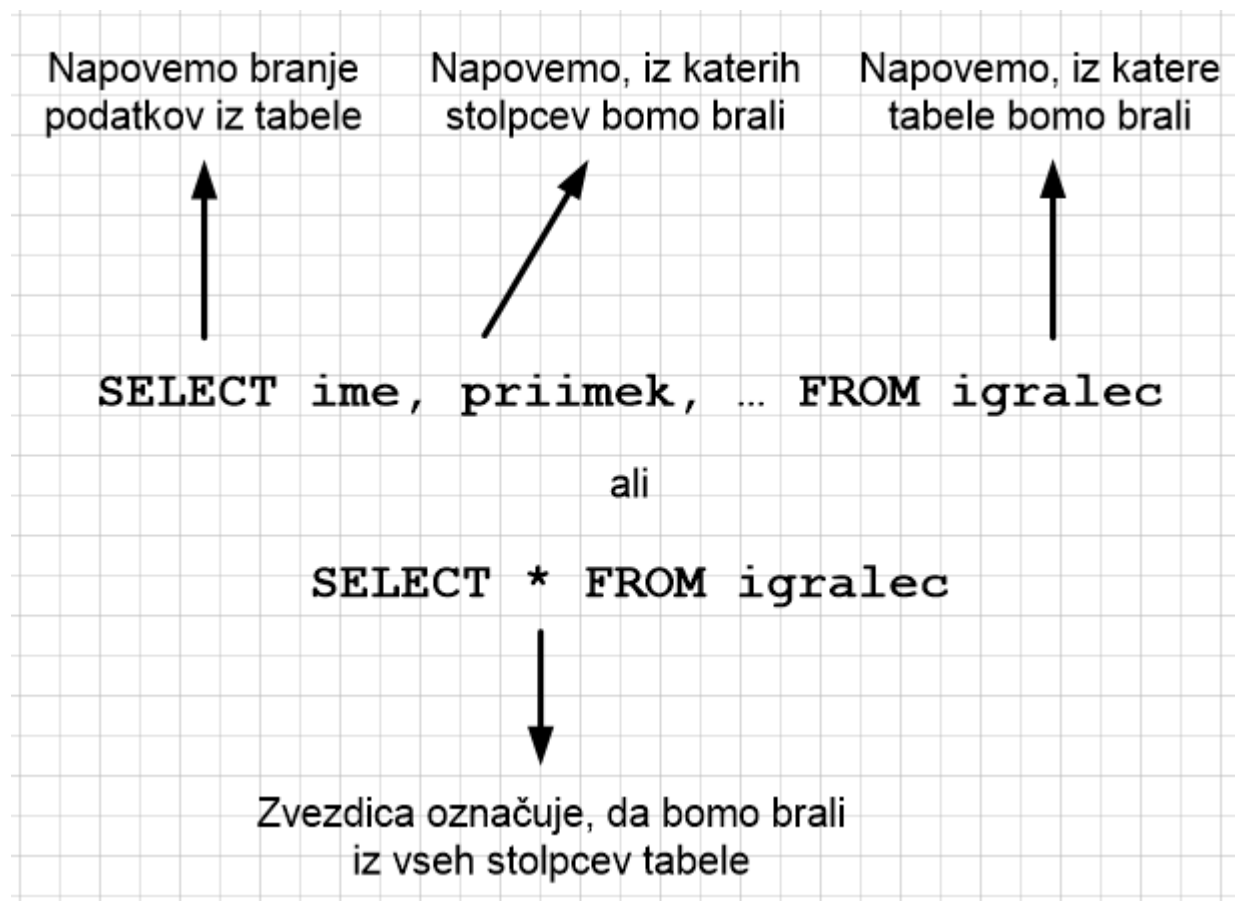 Napovemo branje
podatkov iz tabele
Napovemo, iz katerih
stolpcev bomo brali
Napovemo, iz katere
tabele bomo brali
SELECT ime, priimek, … FROM igralec
ali
SELECT * FROM igralec
Zvezdica označuje, da bomo brali
iz vseh stolpcev tabele